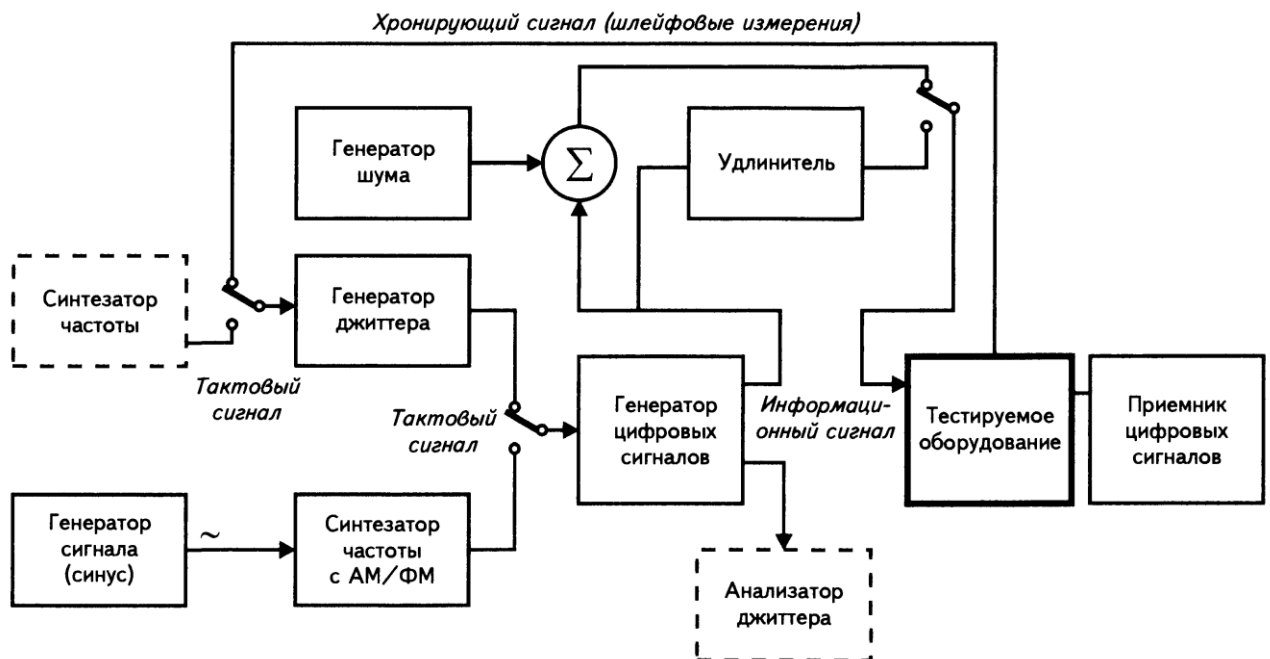 Хронирующий сигнал (шлейфовые измерения)
Генератор
шума
Σ
Удлинитель
Синтезатор
частоты
Генератор
джиттера
Тактовый
сигнал
Тактовый
сигнал
Генератор
цифровых
сигналов
Информаци-
онный сигнал
Тестируемое
оборудование
Приемник
цифровых
сигналов
Генератор
сигнала
(синус)
~
Синтезатор
частоты
с АМ/ФМ
Анализатор
джиттера